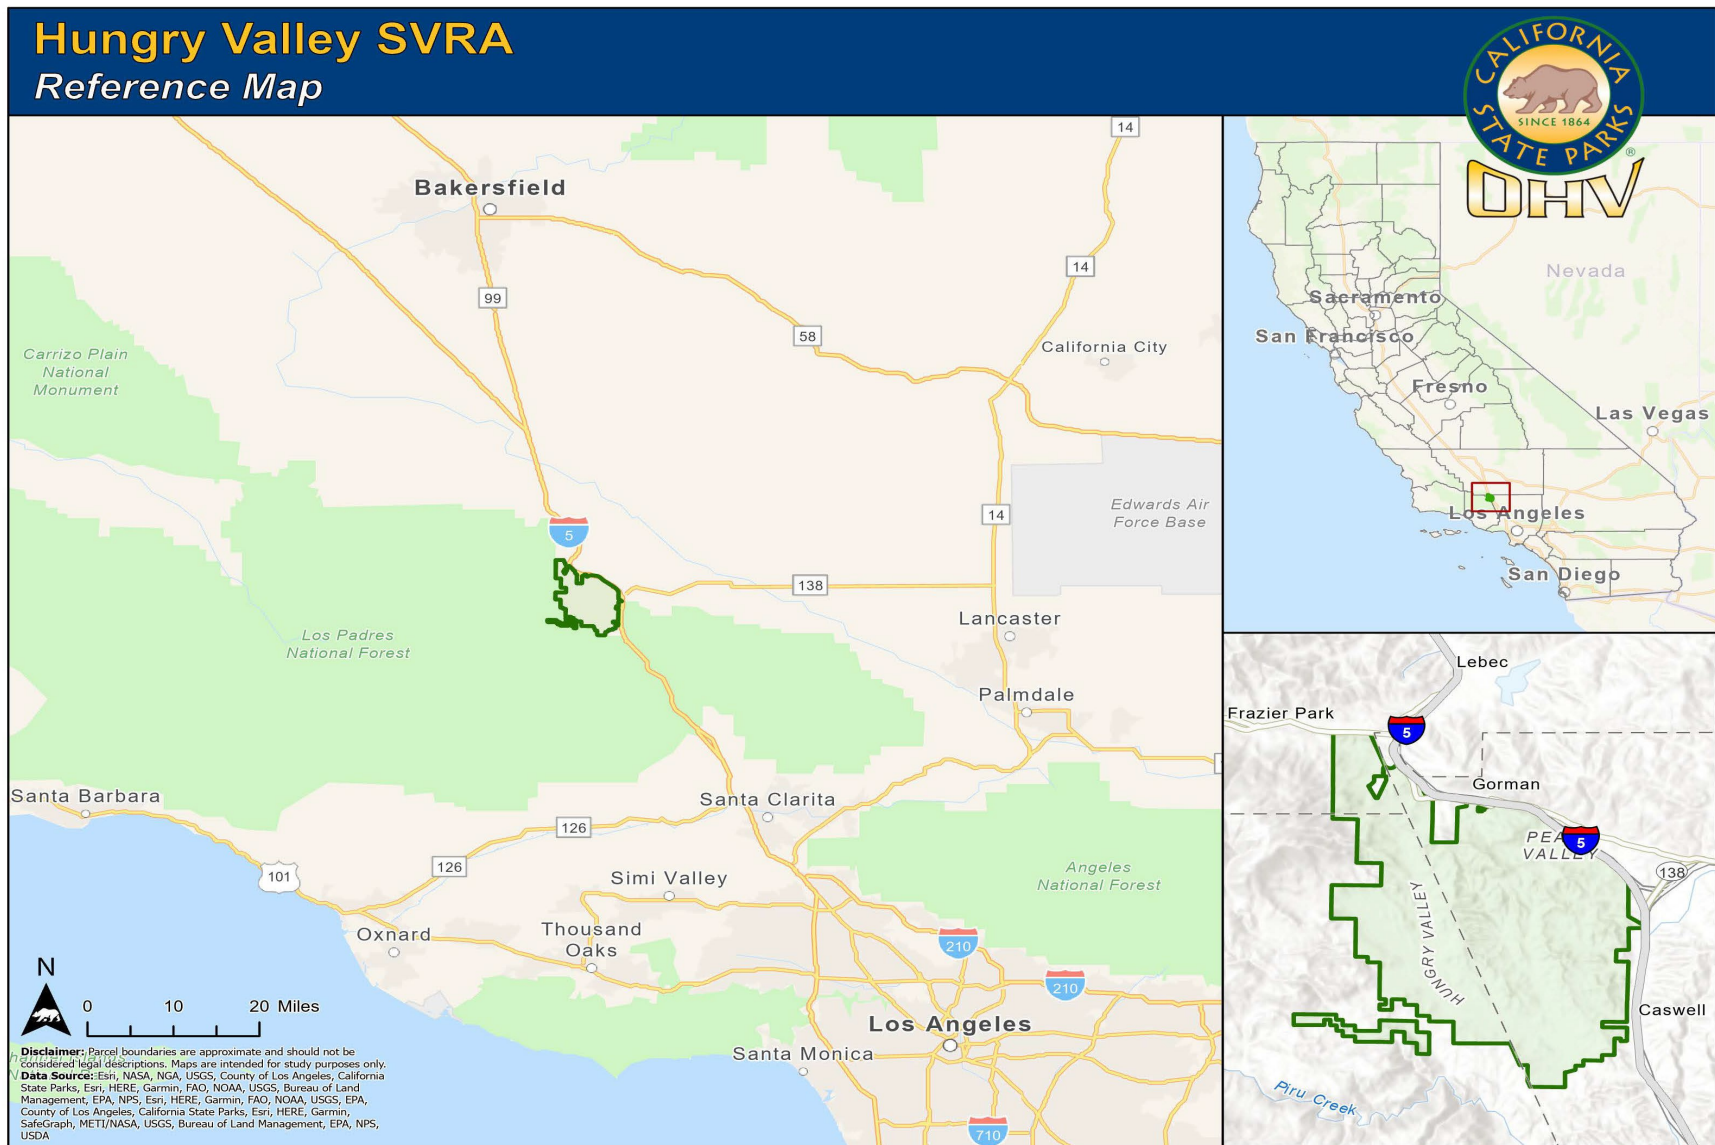 Hungry Valley SVRA
Reference Map
CALIFORNIA
STATE PARKS
SINCE 1864
®
OHV
14
Bakersfield
99
14
58
California City
Carrizo Plain
National
Monument
Edwards Air
Force Base
14
5
138
Lancaster
Los Padres
National Forest
Palmdale
Santa Barbara
Santa Clarita
126
126
101
Simi Valley
Angeles
National Forest
Oxnard
Thousand
Oaks
210
210
Los Angeles
Santa Monica
710
N
0 10 20 Miles
Disclaimer: Parcel boundaries are approximate and should not be
considered legal descriptions. Maps are intended for study purposes only.
Data Source: Esri, NASA, NGA, USGS, County of Los Angeles, California
State Parks, Esri, HERE, Garmin, FAO, NOAA, USGS, Bureau of Land
Management, EPA, NPS, Esri, HERE, Garmin, FAO, NOAA, USGS, EPA,
County of Los Angeles, California State Parks, Esri, HERE, Garmin,
SafeGraph, METI/NASA, USGS, Bureau of Land Management, EPA, NPS,
USDA
Nevada
Sacramento
San Francisco
Fresno
Las Vegas
Los Angeles
San Diego
Lebec
Frazier Park
5
Gorman
5
VALLEY
138
HUNGRY VALLEY
Caswell
Piru Creek